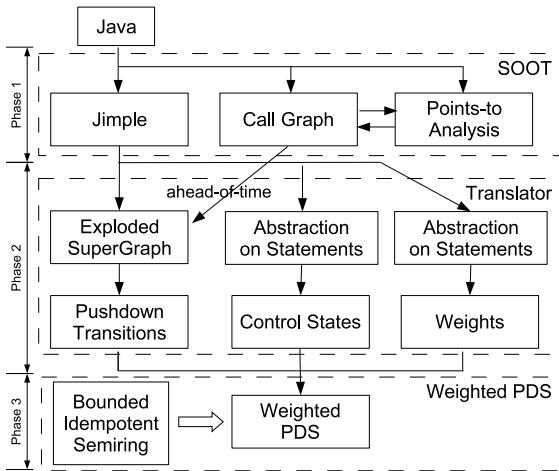 Java
SOOT
Phase 1
Jimple
Call Graph
Points-to
Analysis
ahead-of-time
Translator
Phase 2
Exploded
SuperGraph
Abstraction
on Statements
Abstraction
on Statements
Pushdown
Transitions
Control States
Weights
Weighted PDS
Phase 3
Bounded
Idempotent
Semiring
Weighted
PDS